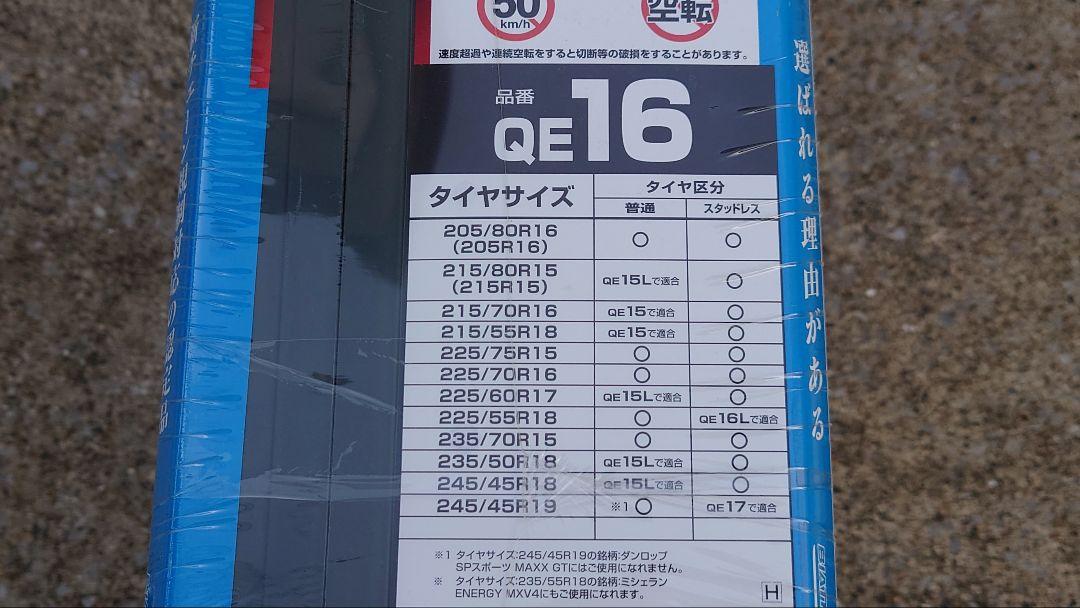 50
km/h
空転
速度超過や連続空転をすると切断等の破損をすることがあります。
品番
QE16
タイヤサイズ
タイヤ区分
普通 スタッドレス
205/80R16 ○ ○
(205R16)
215/80R15 QE15Lで適合 ○
(215R15)
215/70R16 QE15で適合 ○
215/55R18 QE15で適合 ○
225/75R15 ○ ○
225/70R16 ○ ○
225/60R17 QE15Lで適合 ○
225/55R18 ○ QE16Lで適合
235/70R15 ○ ○
235/50R18 QE15Lで適合 ○
245/45R18 QE15Lで適合 ○
245/45R19 ※1 ○ QE17で適合
※1 タイヤサイズ:245/45R19の銘柄:ダンロップ
SPスポーツ MAXX GTにはご使用になれません。
※ タイヤサイズ:235/55R18の銘柄:ミシェラン
ENERGY MXV4にもご使用になれます。
H
選ばれる理由がある